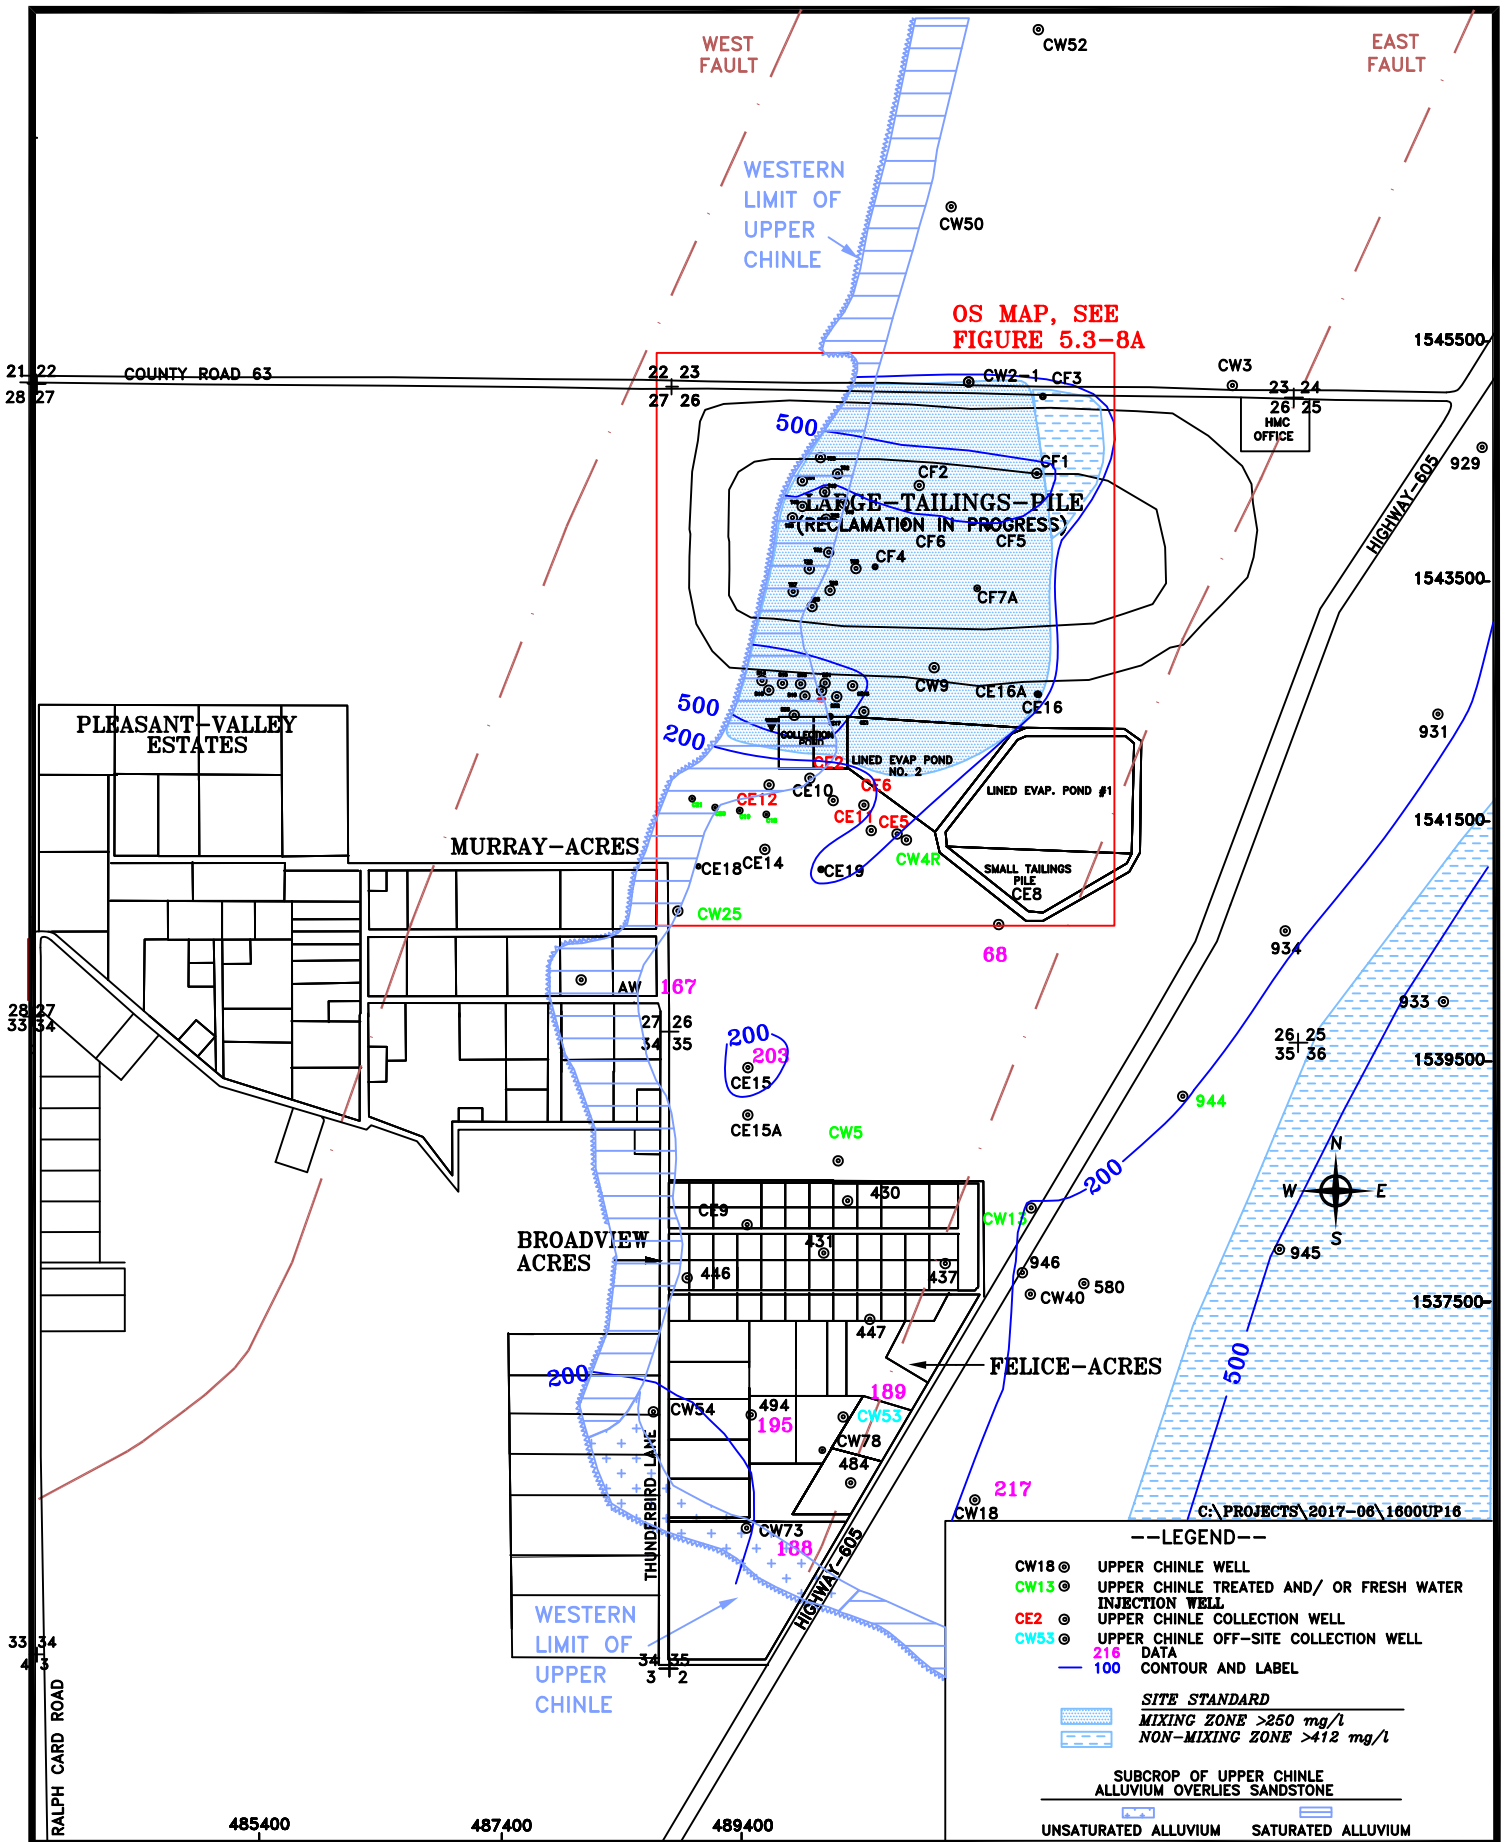 WEST
FAULT
EAST
FAULT
CW52
WESTERN
LIMIT OF
UPPER
CHINLE
CW50
OS MAP, SEE
FIGURE 5.3-8A
1545500
21 22
28 27
COUNTY ROAD 63
22 23
27 26
CW2-1
CF3
CW3
23 24
26 25
HMC
OFFICE
500
CF1
CF2
929
HIGHWAY-605
LARGE-TAILINGS-PILE
(RECLAMATION IN PROGRESS)
CF6
CF5
CF4
1543500
CF7A
CW9
CE16A
CE16
500
200
PLEASANT-VALLEY
ESTATES
931
COLLECTION
POND
LINED EVAP POND
NO. 2
CE2
CE10
CE6
CE12
CE11
CE5
LINED EVAP. POND #1
1541500
MURRAY-ACRES
CE18
CE14
CE19
CW4R
SMALL TAILINGS
PILE
CE8
CW25
68
934
AW
167
933
28 27
33 34
27 26
34 35
200
203
CE15
26 25
35 36
1539500
CE15A
944
CW5
N
W
E
S
200
430
CE9
CW13
BROADVIEW
ACRES
431
446
437
946
945
580
CW40
1537500
447
500
FELICE-ACRES
200
189
CW54
494
CW53
195
CW78
484
THUNDERBIRD LANE
217
CW18
CW73
188
HIGHWAY-605
C:\PROJECTS\2017-06\1600UP16
--LEGEND--
CW18 UPPER CHINLE WELL
CW13 UPPER CHINLE TREATED AND/ OR FRESH WATER
INJECTION WELL
CE2 UPPER CHINLE COLLECTION WELL
CW53 UPPER CHINLE OFF-SITE COLLECTION WELL
216 DATA
100 CONTOUR AND LABEL
SITE STANDARD
MIXING ZONE >250 mg/l
NON-MIXING ZONE >412 mg/l
SUBCROP OF UPPER CHINLE
ALLUVIUM OVERLIES SANDSTONE
UNSATURATED ALLUVIUM SATURATED ALLUVIUM
WESTERN
LIMIT OF
UPPER
CHINLE
33 34
4 3
34 35
3 2
RALPH CARD ROAD
485400
487400
489400